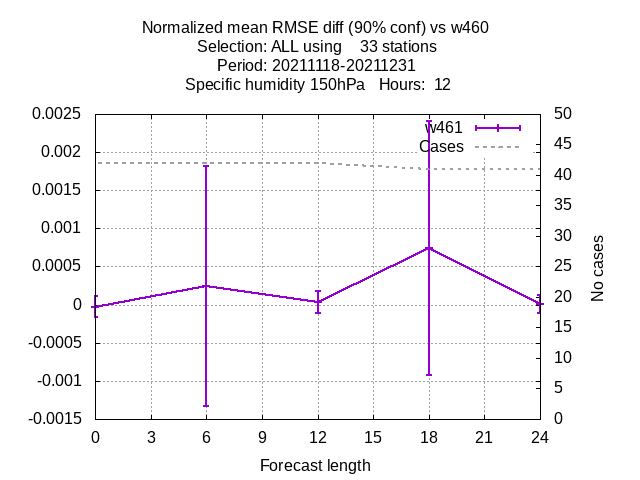 Normalized mean RMSE diff (90% conf) vs w460
Selection: ALL using    33 stations
Period: 20211118-20211231
Specific humidity 150hPa   Hours:  12
0.0025
0.002
0.0015
0.001
0.0005
0
-0.0005
-0.001
-0.0015
w461
Cases
50
45
40
35
30
25
20
15
10
5
0
No cases
0 3 6 9 12 15 18 21 24
Forecast length